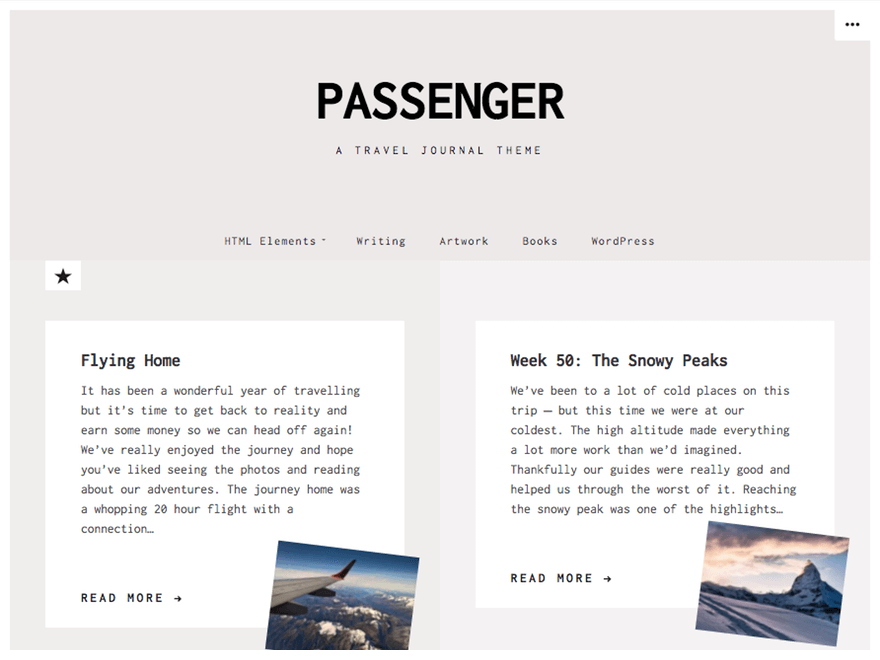 PASSENGER
A TRAVEL JOURNAL THEME
HTML Elements Writing Artwork Books WordPress
Flying Home
It has been a wonderful year of travelling
but it’s time to get back to reality and
earn some money so we can head off again!
We’ve really enjoyed the journey and hope
you’ve liked seeing the photos and reading
about our adventures. The journey home was
a whopping 20 hour flight with a
connection…
READ MORE →
Week 50: The Snowy Peaks
We’ve been to a lot of cold places on this
trip — but this time we were at our
coldest. The high altitude made everything
a lot more work than we’d imagined.
Thankfully our guides were really good and
helped us through the worst of it. Reaching
the snowy peak was one of the highlights…
READ MORE →